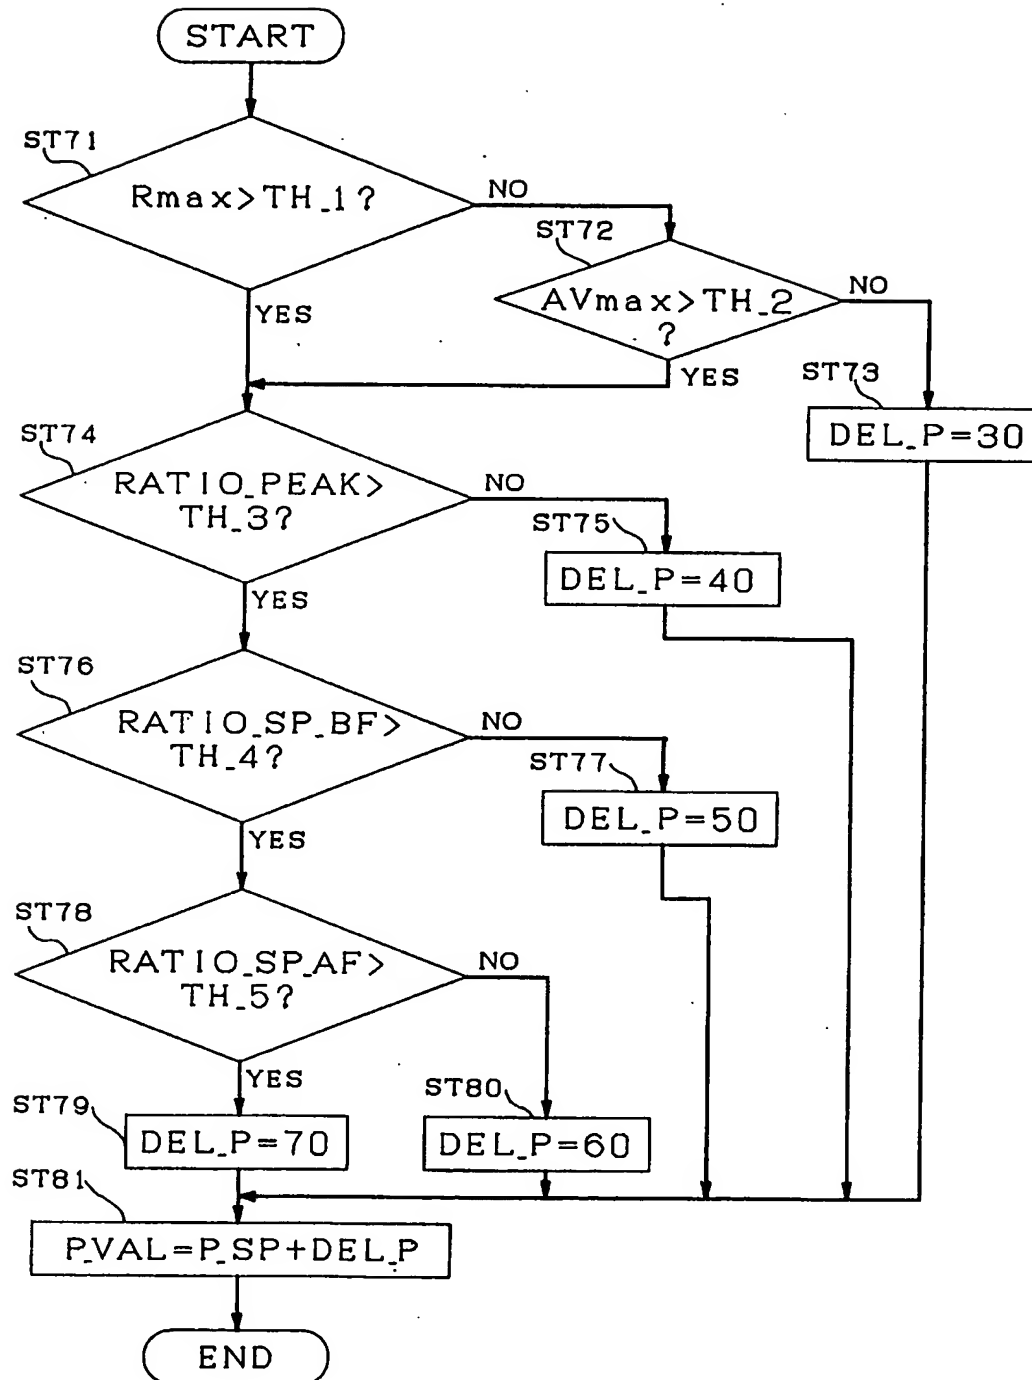 START
ST71
Rmax>TH_1?
NO
ST72
AVmax>TH_2
?
NO
YES
YES
ST73
DEL_P=30
ST74
RATIO_PEAK>
TH_3?
NO
ST75
DEL_P=40
YES
ST76
RATIO_SP_BF>
TH_4?
NO
ST77
DEL_P=50
YES
ST78
RATIO_SP_AF>
TH_5?
NO
YES
ST79
DEL_P=70
ST80
DEL_P=60
ST81
P_VAL=P_SP+DEL_P
END